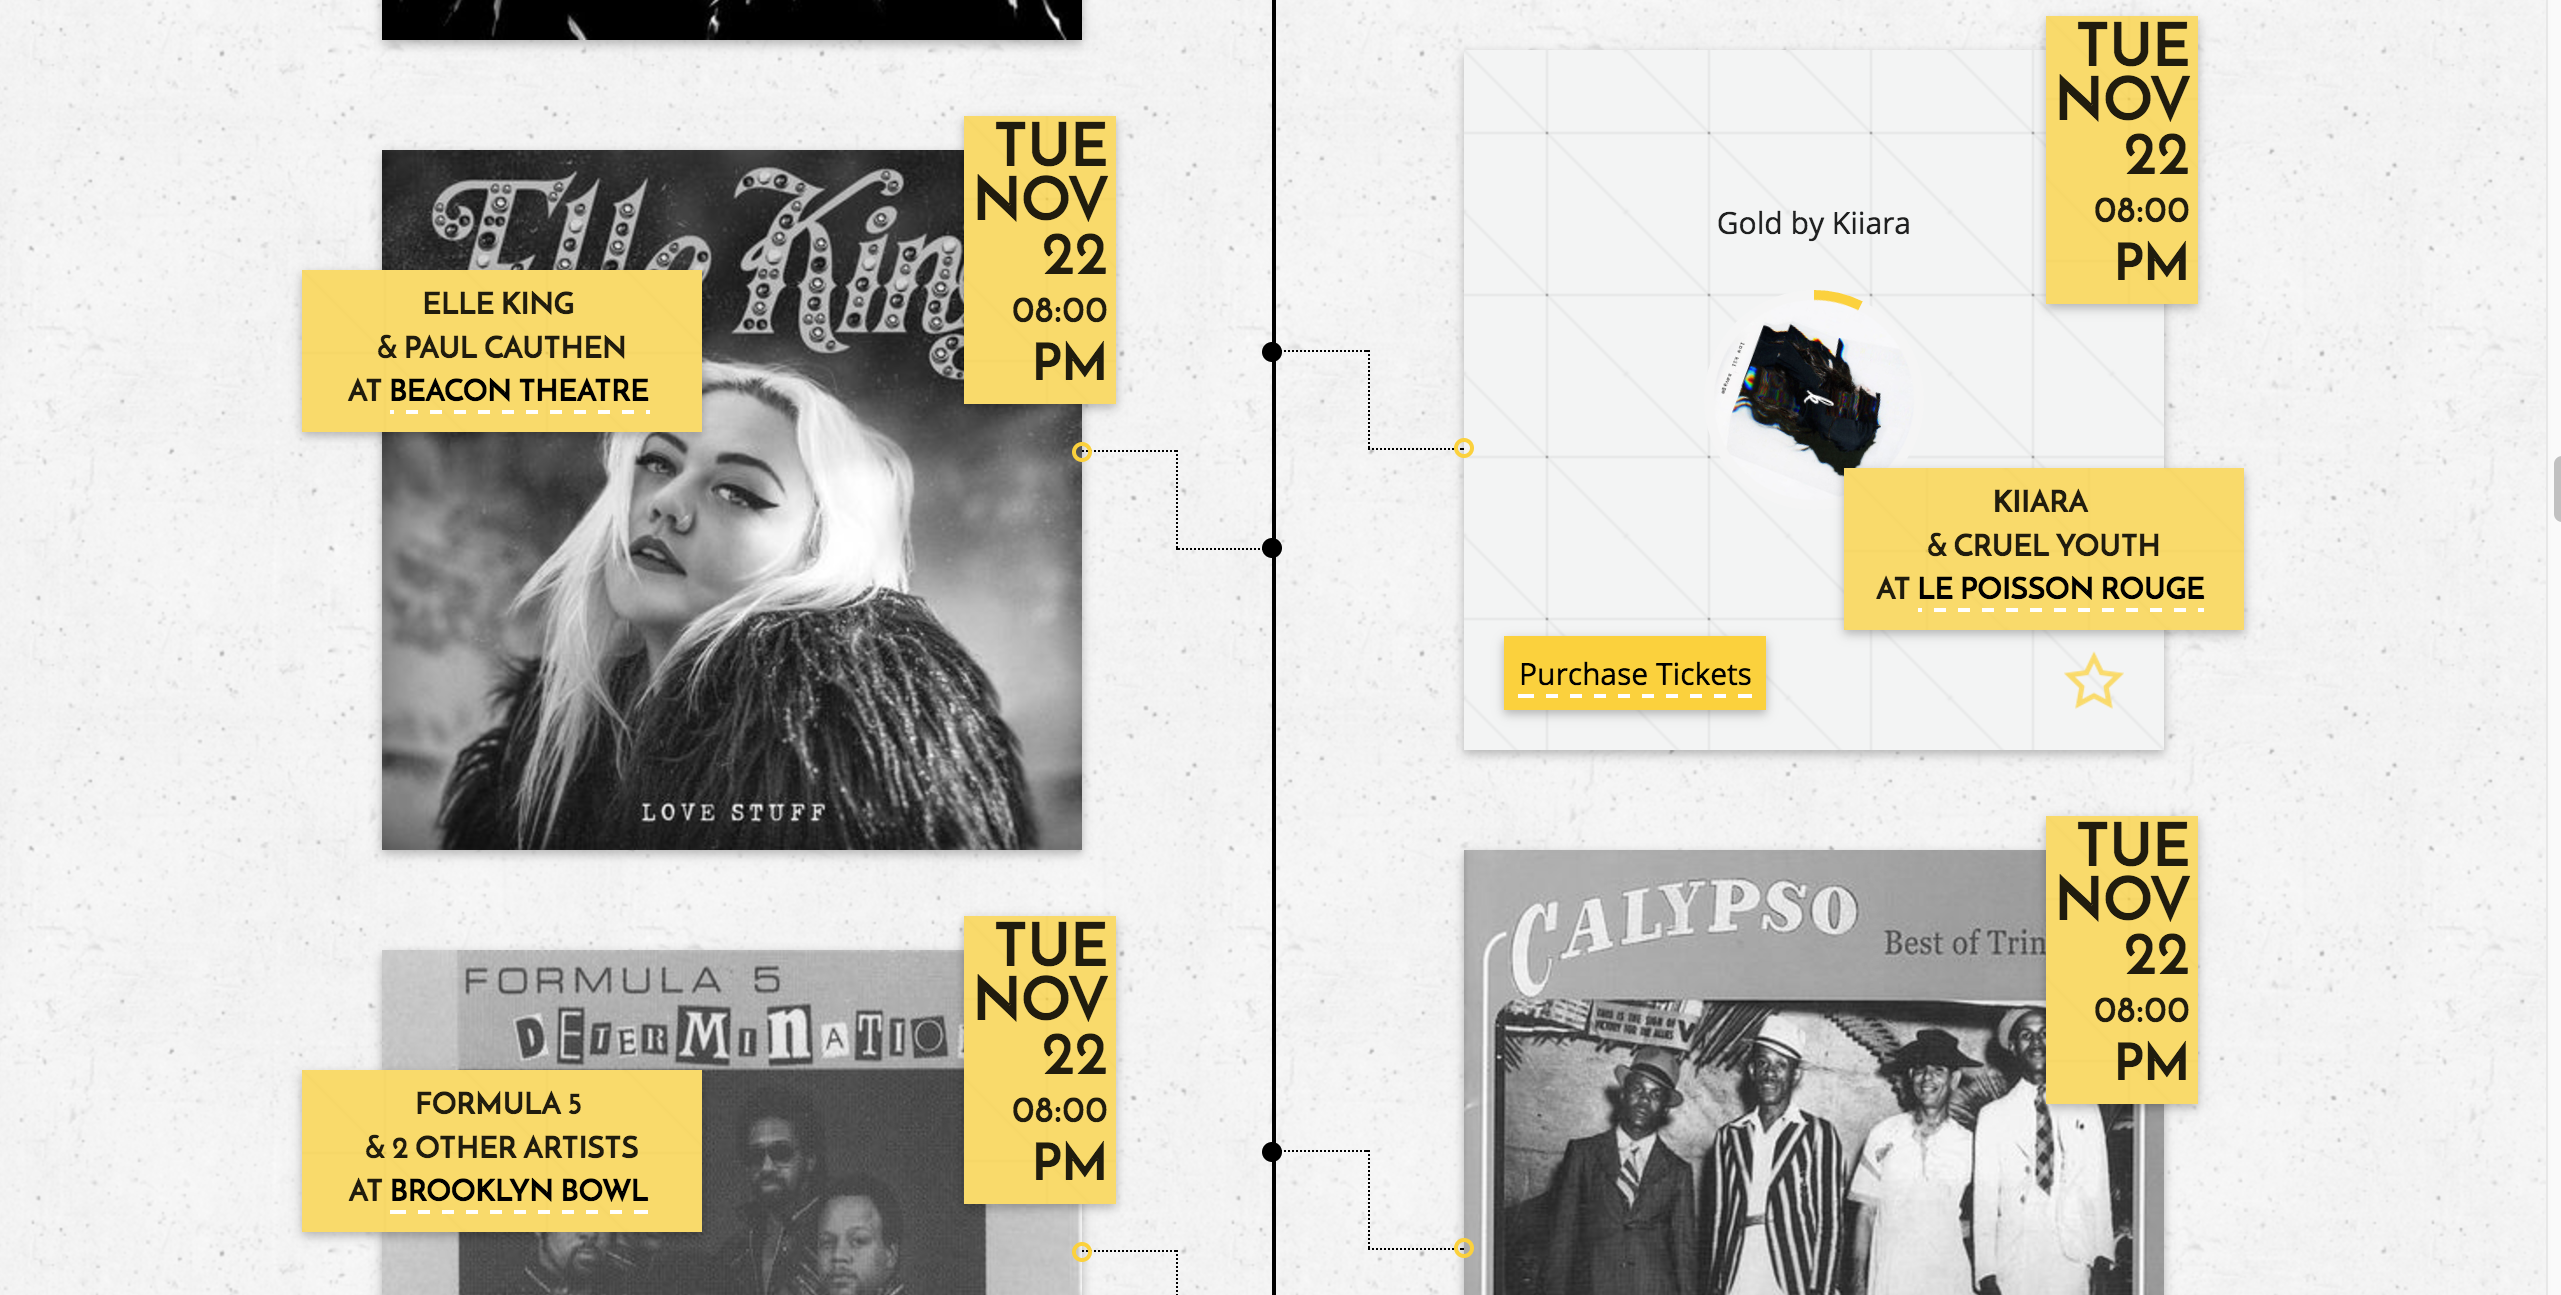 Elle King
TUE
NOV
22
08:00
PM
ELLE KING
& PAUL CAUTHEN
AT BEACON THEATRE
LOVE STUFF
TUE
NOV
22
08:00
PM
Gold by Kiiara
KIIARA
& CRUEL YOUTH
AT LE POISSON ROUGE
Purchase Tickets
FORMULA 5
DETERMINATIO
TUE
NOV
22
08:00
PM
FORMULA 5
& 2 OTHER ARTISTS
AT BROOKLYN BOWL
CALYPSO
Best of Trin
TUE
NOV
22
08:00
PM